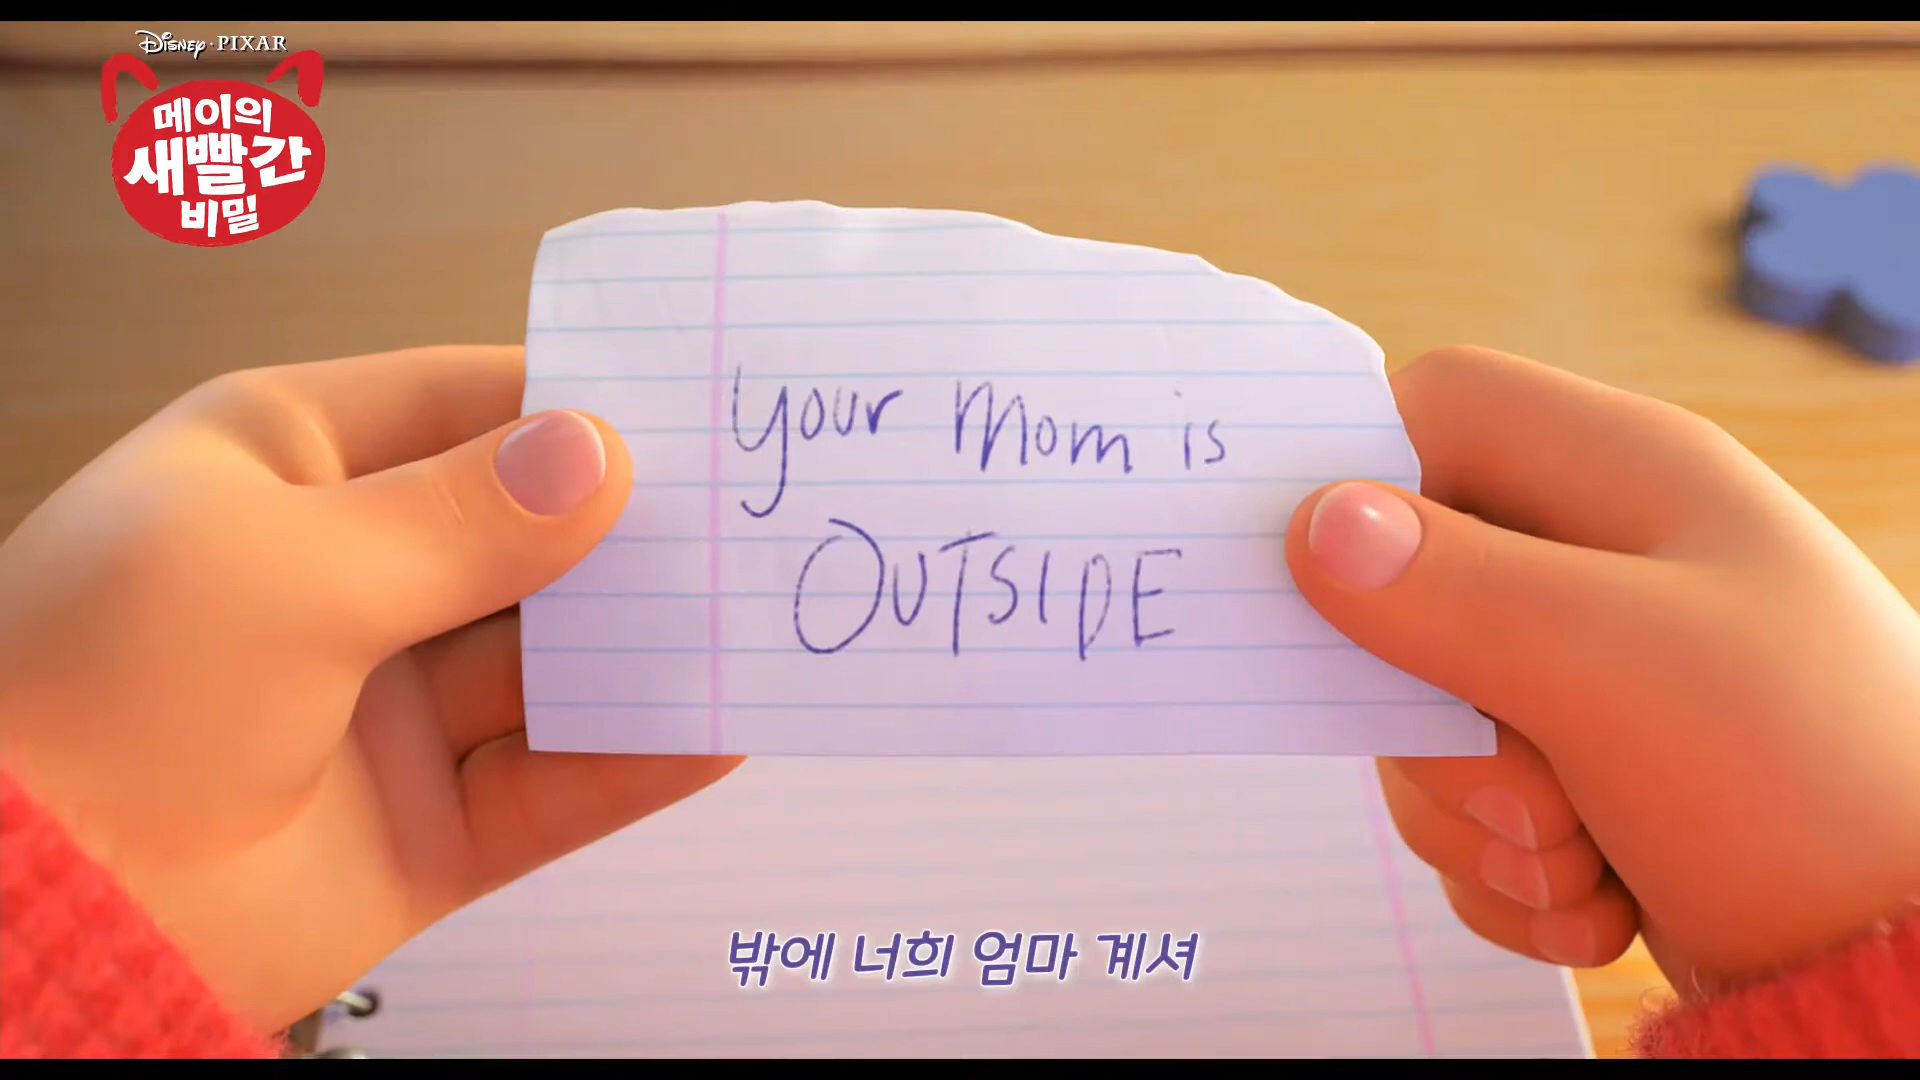 Disney·PIXAR
메이의
새빨간
비밀
your Mom is
OUTSIDE
밖에 너희 엄마 계셔